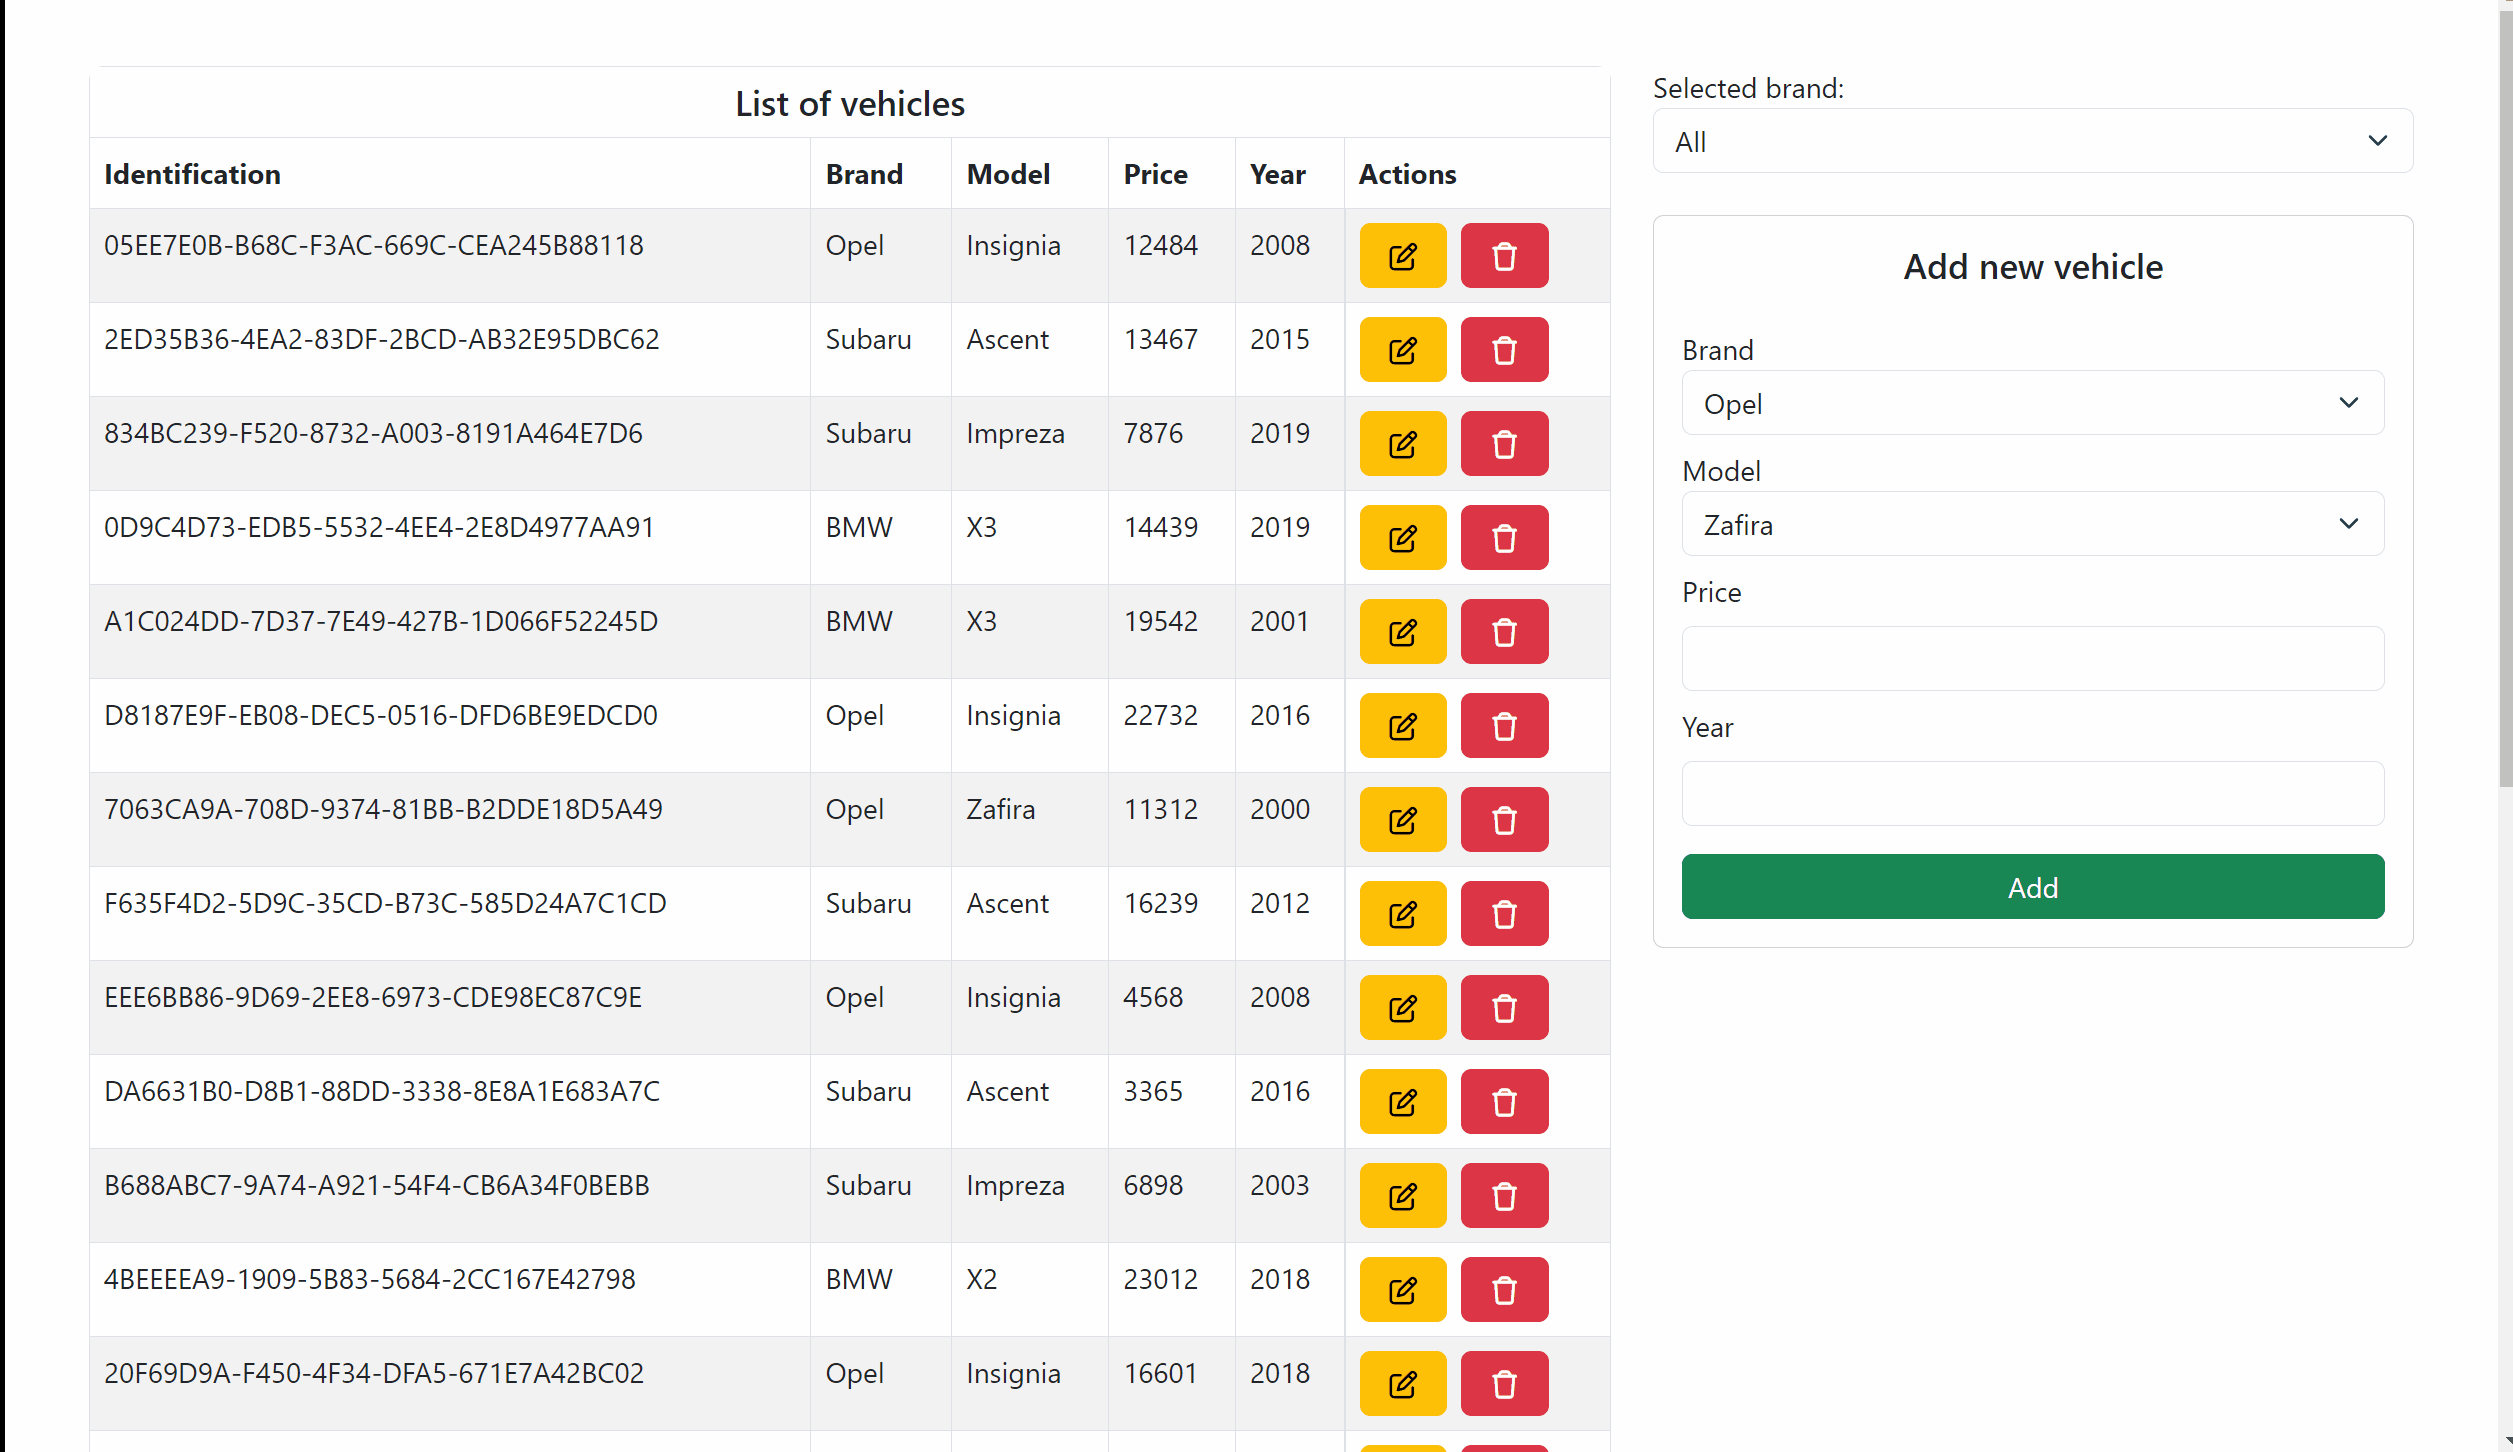 List of vehicles
Identification Brand Model Price Year Actions
05EE7E0B-B68C-F3AC-669C-CEA245B88118 Opel Insignia 12484 2008
2ED35B36-4EA2-83DF-2BCD-AB32E95DBC62 Subaru Ascent 13467 2015
834BC239-F520-8732-A003-8191A464E7D6 Subaru Impreza 7876 2019
0D9C4D73-EDB5-5532-4EE4-2E8D4977AA91 BMW X3 14439 2019
A1C024DD-7D37-7E49-427B-1D066F52245D BMW X3 19542 2001
D8187E9F-EB08-DEC5-0516-DFD6BE9EDCD0 Opel Insignia 22732 2016
7063CA9A-708D-9374-81BB-B2DDE18D5A49 Opel Zafira 11312 2000
F635F4D2-5D9C-35CD-B73C-585D24A7C1CD Subaru Ascent 16239 2012
EEE6BB86-9D69-2EE8-6973-CDE98EC87C9E Opel Insignia 4568 2008
DA6631B0-D8B1-88DD-3338-8E8A1E683A7C Subaru Ascent 3365 2016
B688ABC7-9A74-A921-54F4-CB6A34F0BEBB Subaru Impreza 6898 2003
4BEEEEA9-1909-5B83-5684-2CC167E42798 BMW X2 23012 2018
20F69D9A-F450-4F34-DFA5-671E7A42BC02 Opel Insignia 16601 2018
Selected brand:
All
Add new vehicle
Brand
Opel
Model
Zafira
Price
Year
Add